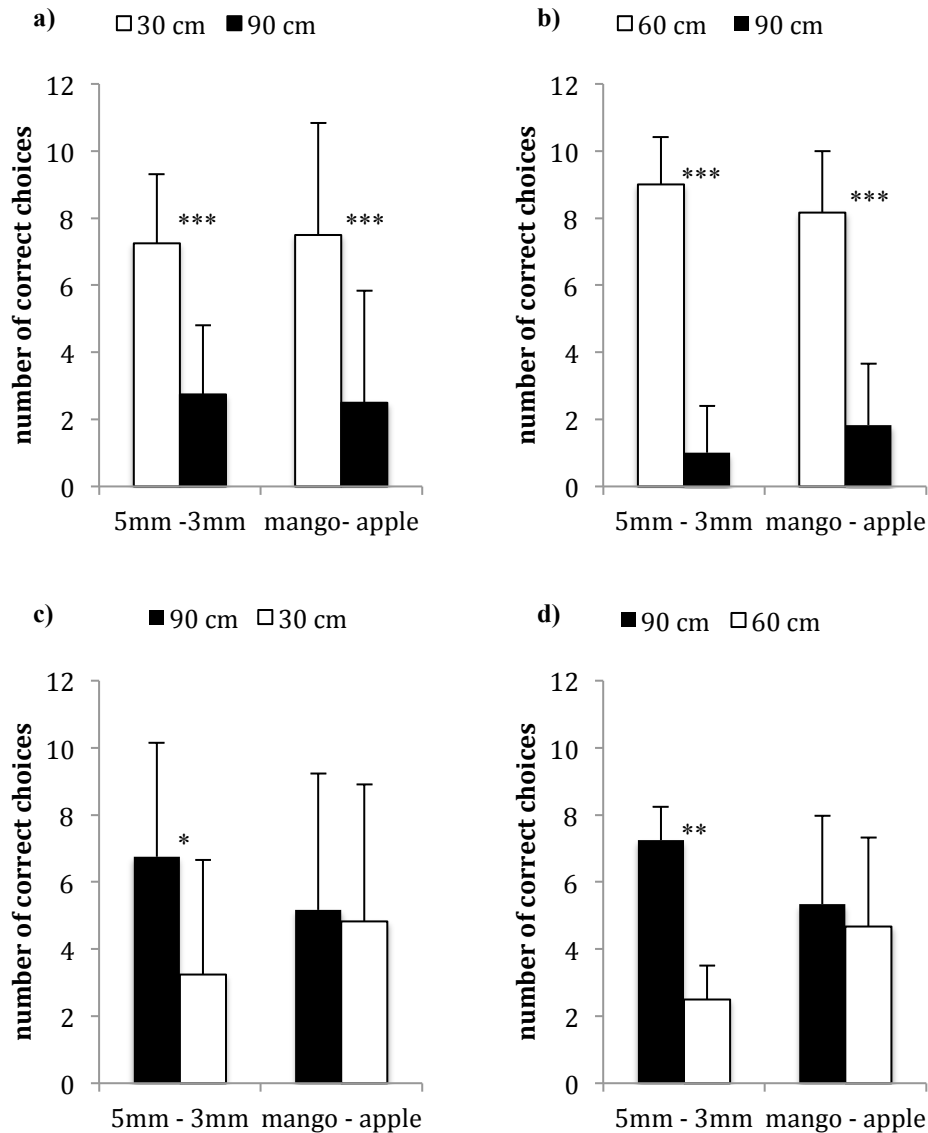 a)
30 cm 90 cm
number of correct choices
12
10
8
6
4
2
0
***
***
5mm -3mm mango- apple
b)
60 cm 90 cm
number of correct choices
12
10
8
6
4
2
0
***
***
5mm - 3mm mango - apple
c)
90 cm 30 cm
number of correct choices
12
10
8
6
4
2
0
*
5mm - 3mm mango - apple
d)
90 cm 60 cm
number of correct choices
12
10
8
6
4
2
0
**
5mm - 3mm mango - apple